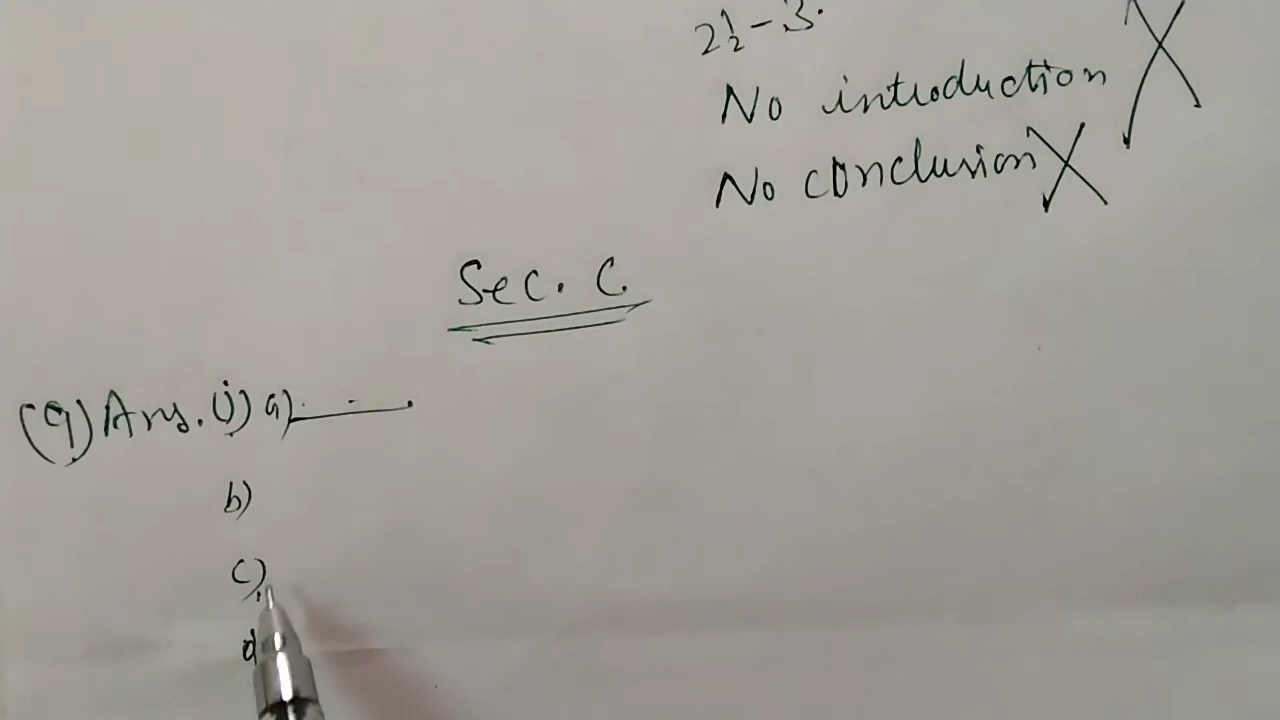 2½-3.
No introduction X
No conclusion X
Sec. C.
(9) Ans. (i) a)
b)
c)
d